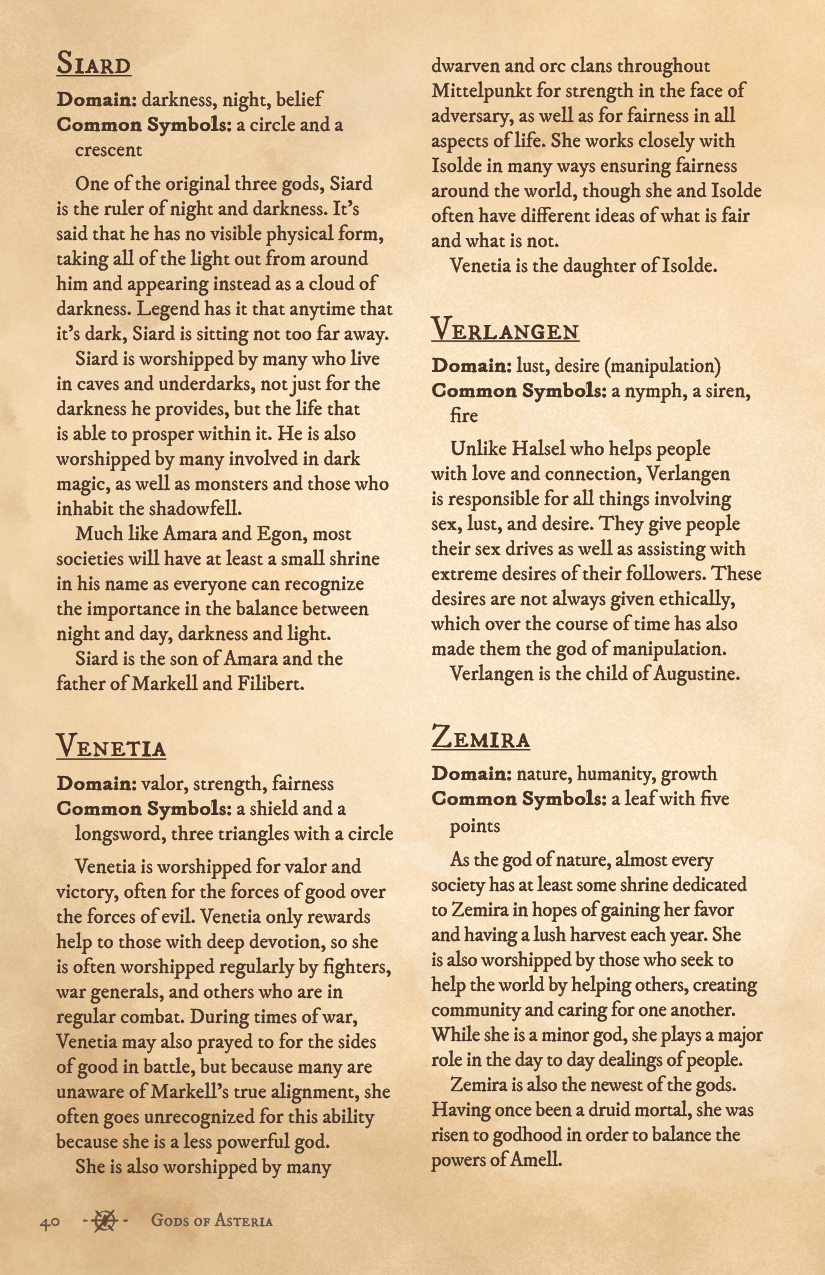 Siard
Domain: darkness, night, belief
Common Symbols: a circle and a
crescent
One of the original three gods, Siard
is the ruler of night and darkness. It's
said that he has no visible physical form,
taking all of the light out from around
him and appearing instead as a cloud of
darkness. Legend has it that anytime that
it's dark, Siard is sitting not too far away.
Siard is worshipped by many who live
in caves and underdarks, not just for the
darkness he provides, but the life that
is able to prosper within it. He is also
worshipped by many involved in dark
magic, as well as monsters and those who
inhabit the shadowfell.
Much like Amara and Egon, most
societies will have at least a small shrine
in his name as everyone can recognize
the importance in the balance between
night and day, darkness and light.
Siard is the son of Amara and the
father of Markell and Filibert.
Venetia
Domain: valor, strength, fairness
Common Symbols: a shield and a
longsword, three triangles with a circle
Venetia is worshipped for valor and
victory, often for the forces of good over
the forces of evil. Venetia only rewards
help to those with deep devotion, so she
is often worshipped regularly by fighters,
war generals, and others who are in
regular combat. During times of war,
Venetia may also prayed to for the sides
of good in battle, but because many are
unaware of Markell's true alignment, she
often goes unrecognized for this ability
because she is a less powerful god.
She is also worshipped by many
dwarven and orc clans throughout
Mittelpunkt for strength in the face of
adversary, as well as for fairness in all
aspects of life. She works closely with
Isolde in many ways ensuring fairness
around the world, though she and Isolde
often have different ideas of what is fair
and what is not.
Venetia is the daughter of Isolde.
Verlangen
Domain: lust, desire (manipulation)
Common Symbols: a nymph, a siren,
fire
Unlike Halsel who helps people
with love and connection, Verlangen
is responsible for all things involving
sex, lust, and desire. They give people
their sex drives as well as assisting with
extreme desires of their followers. These
desires are not always given ethically,
which over the course of time has also
made them the god of manipulation.
Verlangen is the child of Augustine.
Zemira
Domain: nature, humanity, growth
Common Symbols: a leaf with five
points
As the god of nature, almost every
society has at least some shrine dedicated
to Zemira in hopes of gaining her favor
and having a lush harvest each year. She
is also worshipped by those who seek to
help the world by helping others, creating
community and caring for one another.
While she is a minor god, she plays a major
role in the day to day dealings of people.
Zemira is also the newest of the gods.
Having once been a druid mortal, she was
risen to godhood in order to balance the
powers of Amell.
40 Gods of Asteria